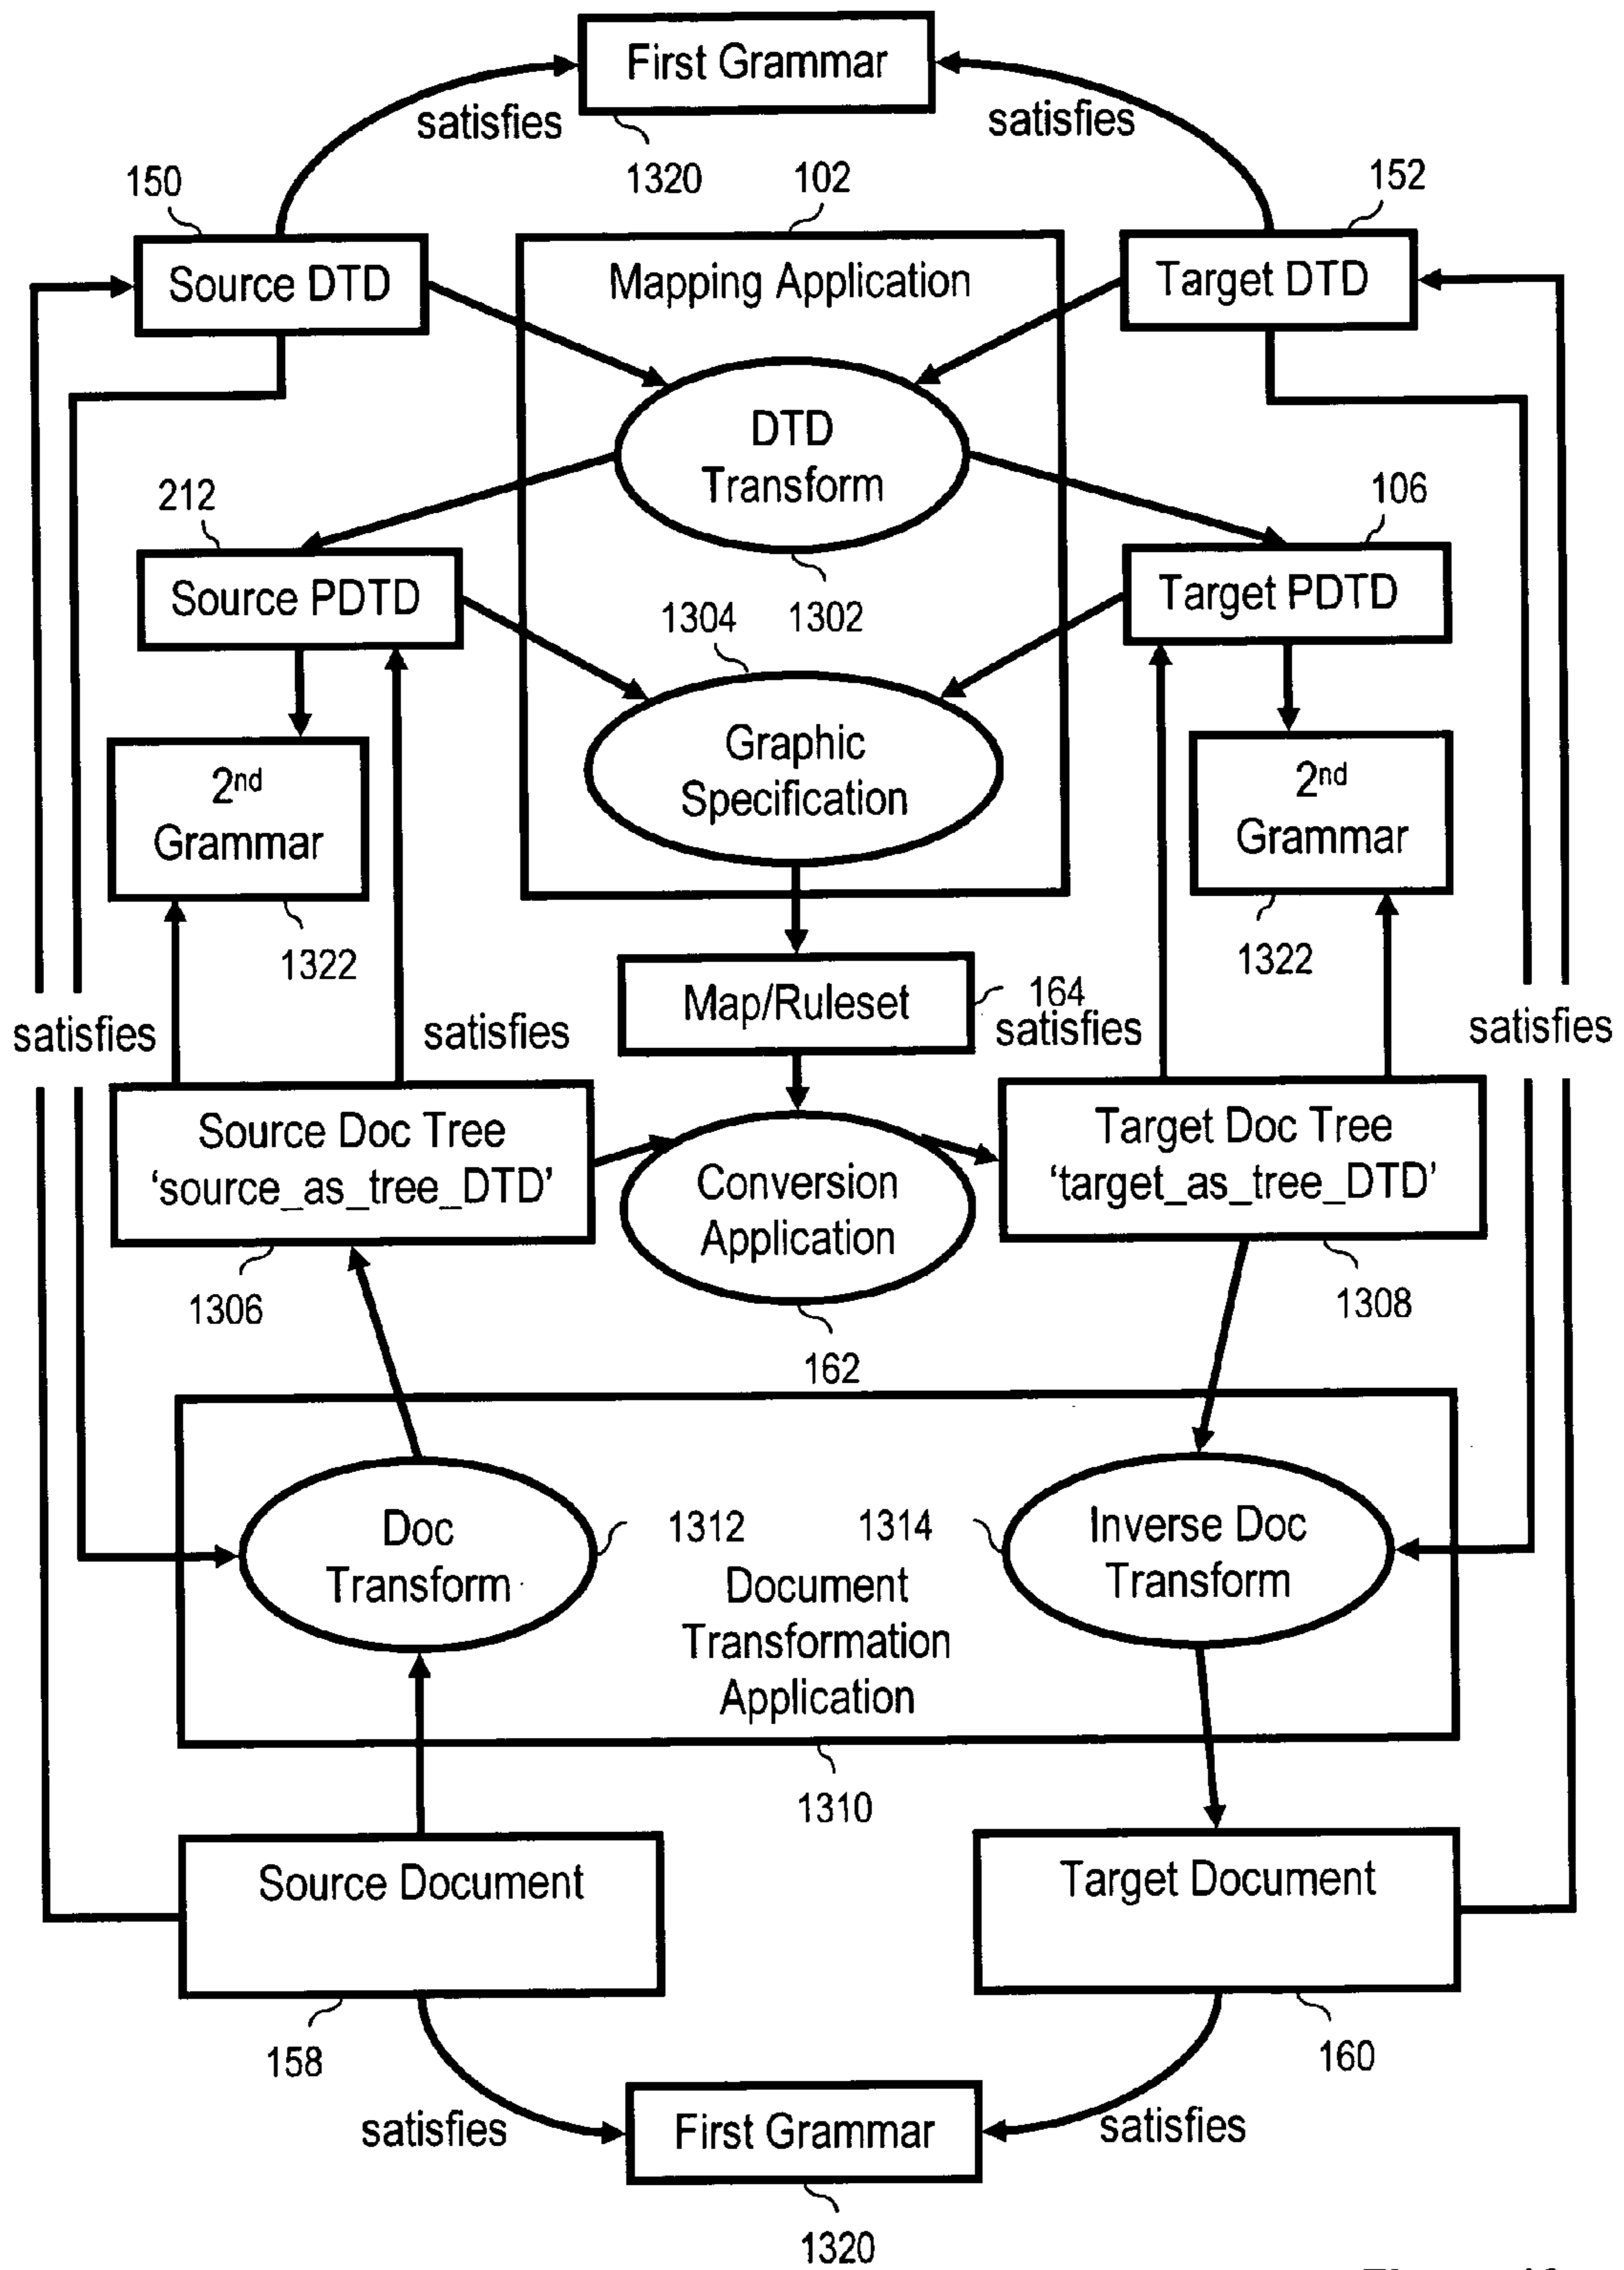 First Grammar
satisfies
satisfies
1320
150
102
152
Source DTD
Mapping Application
Target DTD
DTD
Transform
212
106
Source PDTD
1302
Target PDTD
1304
2nd
Grammar
Graphic
Specification
2nd
Grammar
1322
1322
Map/Ruleset
164
satisfies
satisfies
satisfies
satisfies
Source Doc Tree
'source_as_tree_DTD'
Conversion
Application
Target Doc Tree
'target_as_tree_DTD'
1306
1308
162
Doc
Transform
1312
1314
Inverse Doc
Transform
Document
Transformation
Application
1310
Source Document
Target Document
158
160
satisfies
First Grammar
satisfies
1320